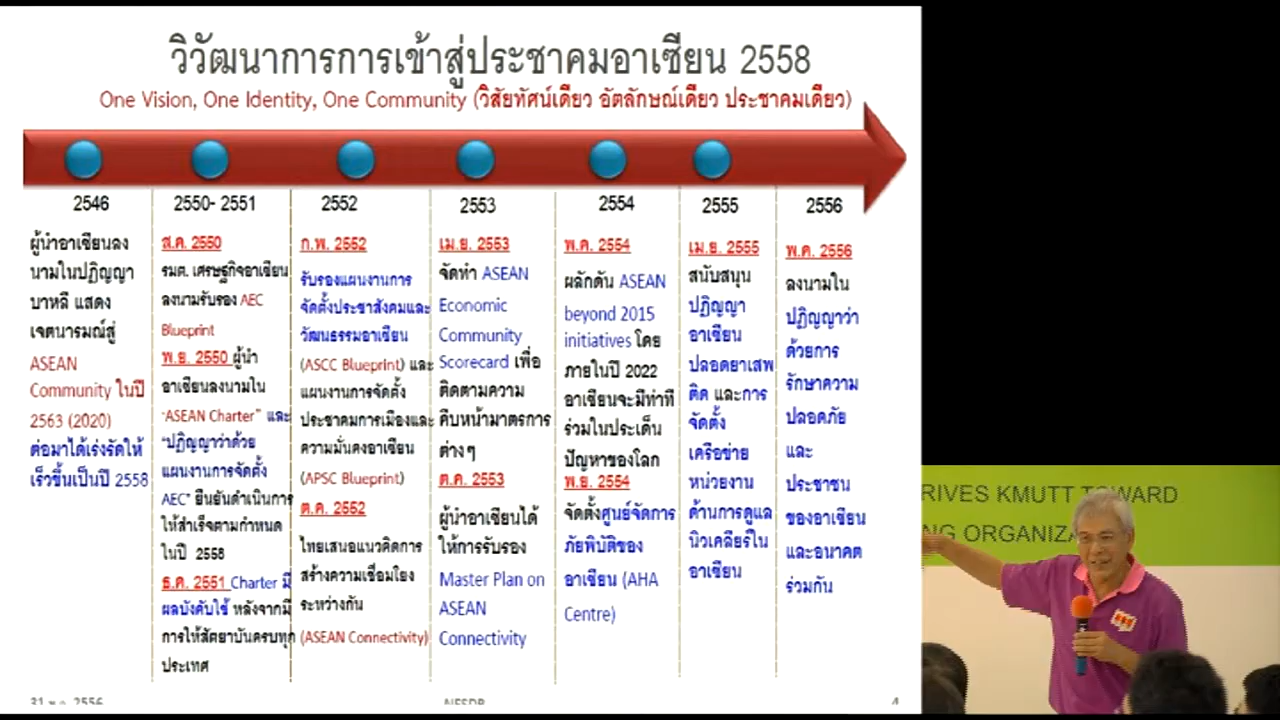 วิวัฒนาการการเข้าสู่ประชาคมอาเซียน 2558
One Vision, One Identity, One Community (วิสัยทัศน์เดียว อัตลักษณ์เดียว ประชาคมเดียว)
2546
ผู้นำอาเซียนลง
นามในปฏิญญา
บาหลี แสดง
เจตนารมณ์สู่
ASEAN
Community ในปี
2563 (2020)
ต่อมาได้เร่งรัดให้
เร็วขึ้นเป็นปี 2558
2550- 2551
ส.ค. 2550
รมต. เศรษฐกิจอาเซียน
ลงนามรับรอง AEC
Blueprint
พ.ย. 2550 ผู้นำ
อาเซียนลงนามใน
"ASEAN Charter" และ
"ปฏิญญาว่าด้วย
แผนงานการจัดตั้ง
AEC" ยืนยันดำเนินการ
ให้สำเร็จตามกำหนด
ในปี 2558
ธ.ค. 2551 Charter มี
ผลบังคับใช้ หลังจากมี
การให้สัตยาบันครบทุก
ประเทศ
2552
ก.พ. 2552
รับรองแผนงานการ
จัดตั้งประชาสังคมและ
วัฒนธรรมอาเซียน
(ASCC Blueprint) และ
แผนงานการจัดตั้ง
ประชาคมการเมืองและ
ความมั่นคงอาเซียน
(APSC Blueprint)
ต.ค. 2552
ไทยเสนอแนวคิดการ
สร้างความเชื่อมโยง
ระหว่างกัน
(ASEAN Connectivity)
2553
เม.ย. 2553
จัดทำ ASEAN
Economic
Community
Scorecard เพื่อ
ติดตามความ
คืบหน้ามาตรการ
ต่างๆ
ต.ค. 2553
ผู้นำอาเซียนได้
ให้การรับรอง
Master Plan on
ASEAN
Connectivity
2554
พ.ค. 2554
ผลักดัน ASEAN
beyond 2015
initiatives โดย
ภายในปี 2022
อาเซียนจะมีท่าที
ร่วมในประเด็น
ปัญหาของโลก
พ.ย. 2554
จัดตั้งศูนย์จัดการ
ภัยพิบัติของ
อาเซียน (AHA
Centre)
2555
เม.ย. 2555
สนับสนุน
ปฏิญญา
อาเซียน
ปลอดยาเสพ
ติด และการ
จัดตั้ง
เครือข่าย
หน่วยงาน
ด้านการดูแล
นิวเคลียร์ใน
อาเซียน
2556
พ.ค. 2556
ลงนามใน
ปฏิญญาว่า
ด้วยการ
รักษาความ
ปลอดภัย
และ
ประชาชน
ของอาเซียน
และอนาคต
ร่วมกัน
31 พ.ค. 2556
NESDB
4
RIVES KMUTT TOWARD
NG ORGANIZA